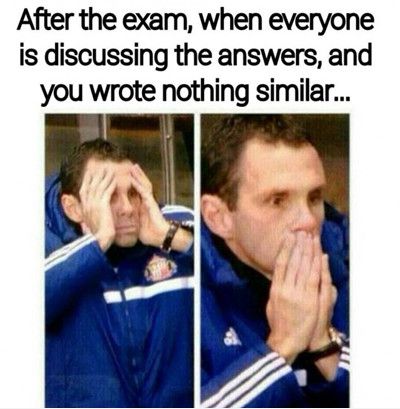 After the exam, when everyone
is discussing the answers, and
you wrote nothing similar...